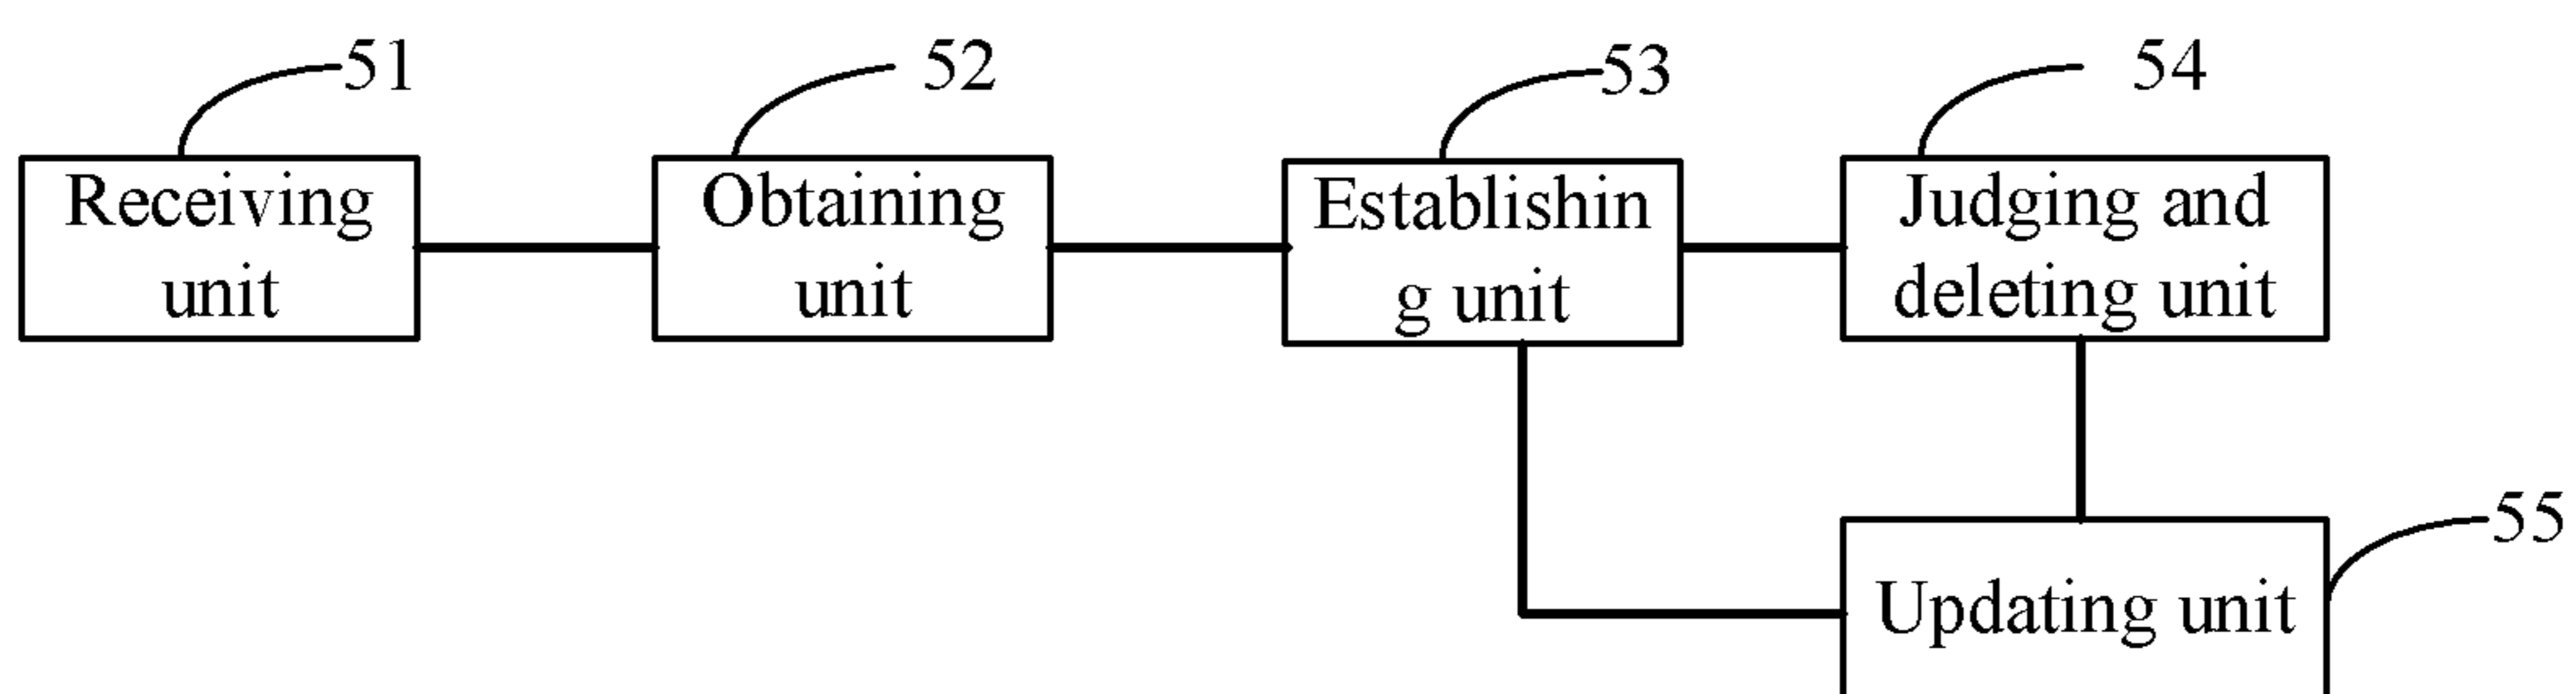 51
52
53
54
Receiving
unit
Obtaining
unit
Establishin
g unit
Judging and
deleting unit
55
Updating unit